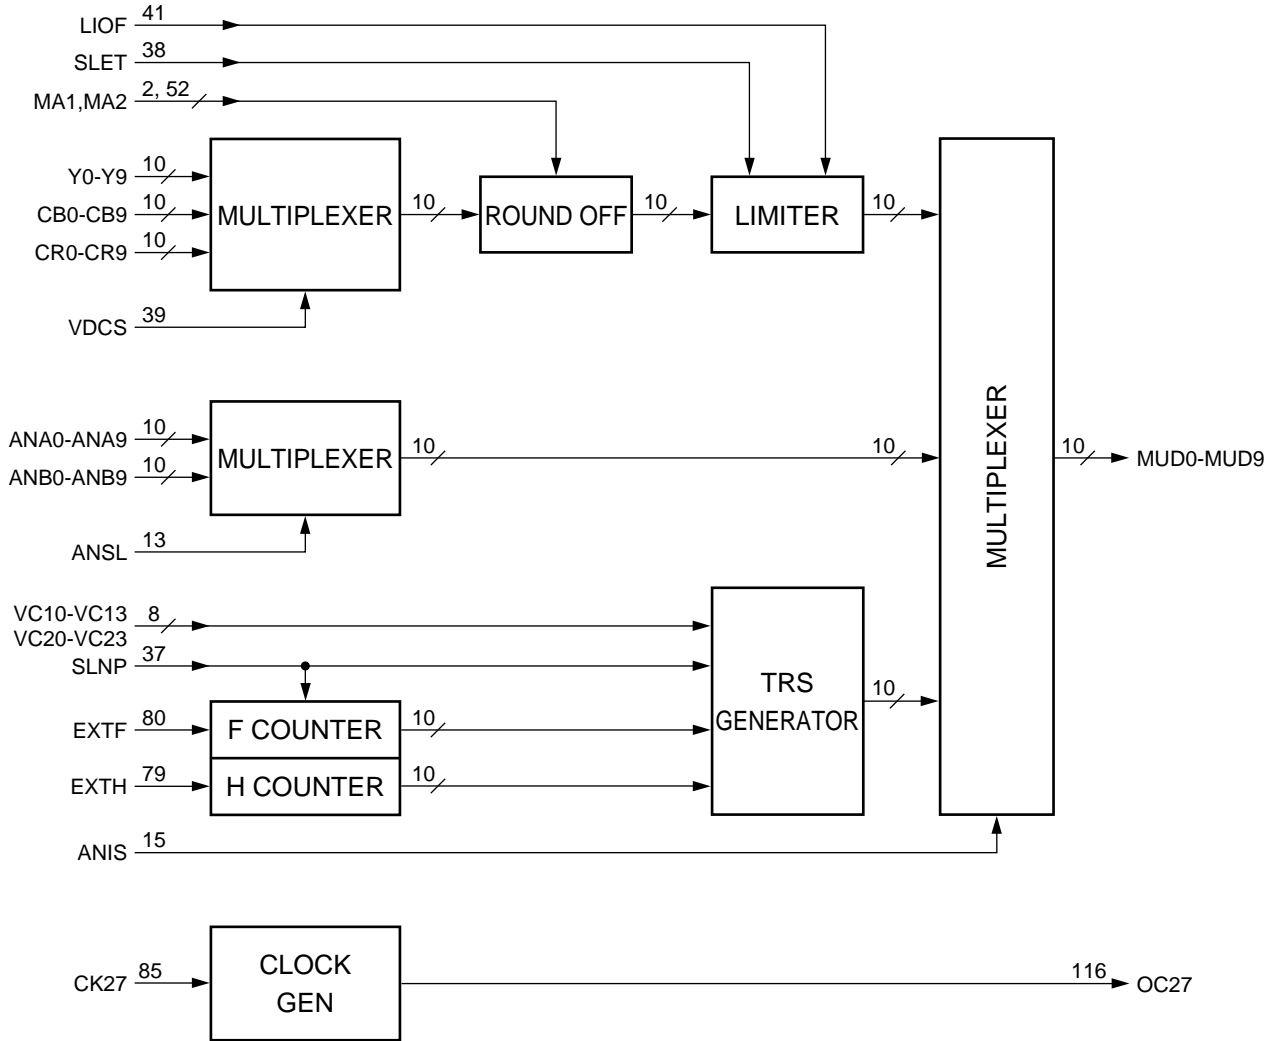 LIOF 41
SLET 38
MA1,MA2 2, 52
Y0-Y9 10
CB0-CB9 10
CR0-CR9 10
MULTIPLEXER 10
ROUND OFF 10
LIMITER 10
VDCS 39
ANA0-ANA9 10
ANB0-ANB9 10
MULTIPLEXER 10
10
ANSL 13
MULTIPLEXER
10 MUD0-MUD9
VC10-VC13 8
VC20-VC23
SLNP 37
EXTF 80
F COUNTER 10
EXTH 79
H COUNTER 10
TRS
GENERATOR
10
ANIS 15
CK27 85
CLOCK
GEN
116 OC27